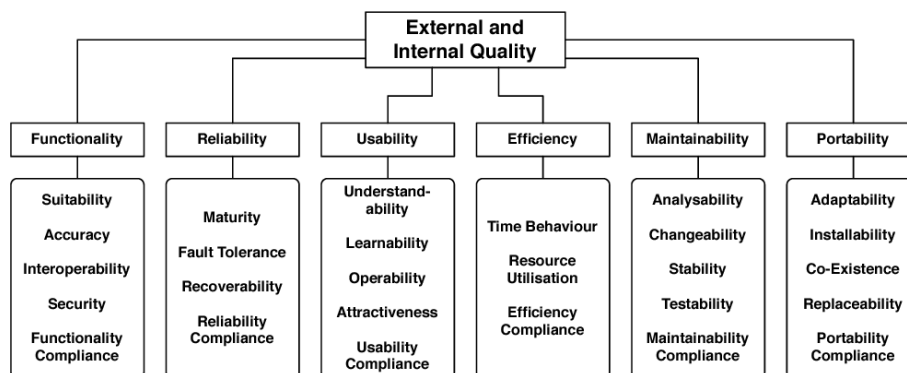 External and
Internal Quality
Functionality
Reliability
Usability
Efficiency
Maintainability
Portability
Suitability
Accuracy
Interoperability
Security
Functionality
Compliance
Maturity
Fault Tolerance
Recoverability
Reliability
Compliance
Understand-
ability
Learnability
Operability
Attractiveness
Usability
Compliance
Time Behaviour
Resource
Utilisation
Efficiency
Compliance
Analysability
Changeability
Stability
Testability
Maintainability
Compliance
Adaptability
Installability
Co-Existence
Replaceability
Portability
Compliance